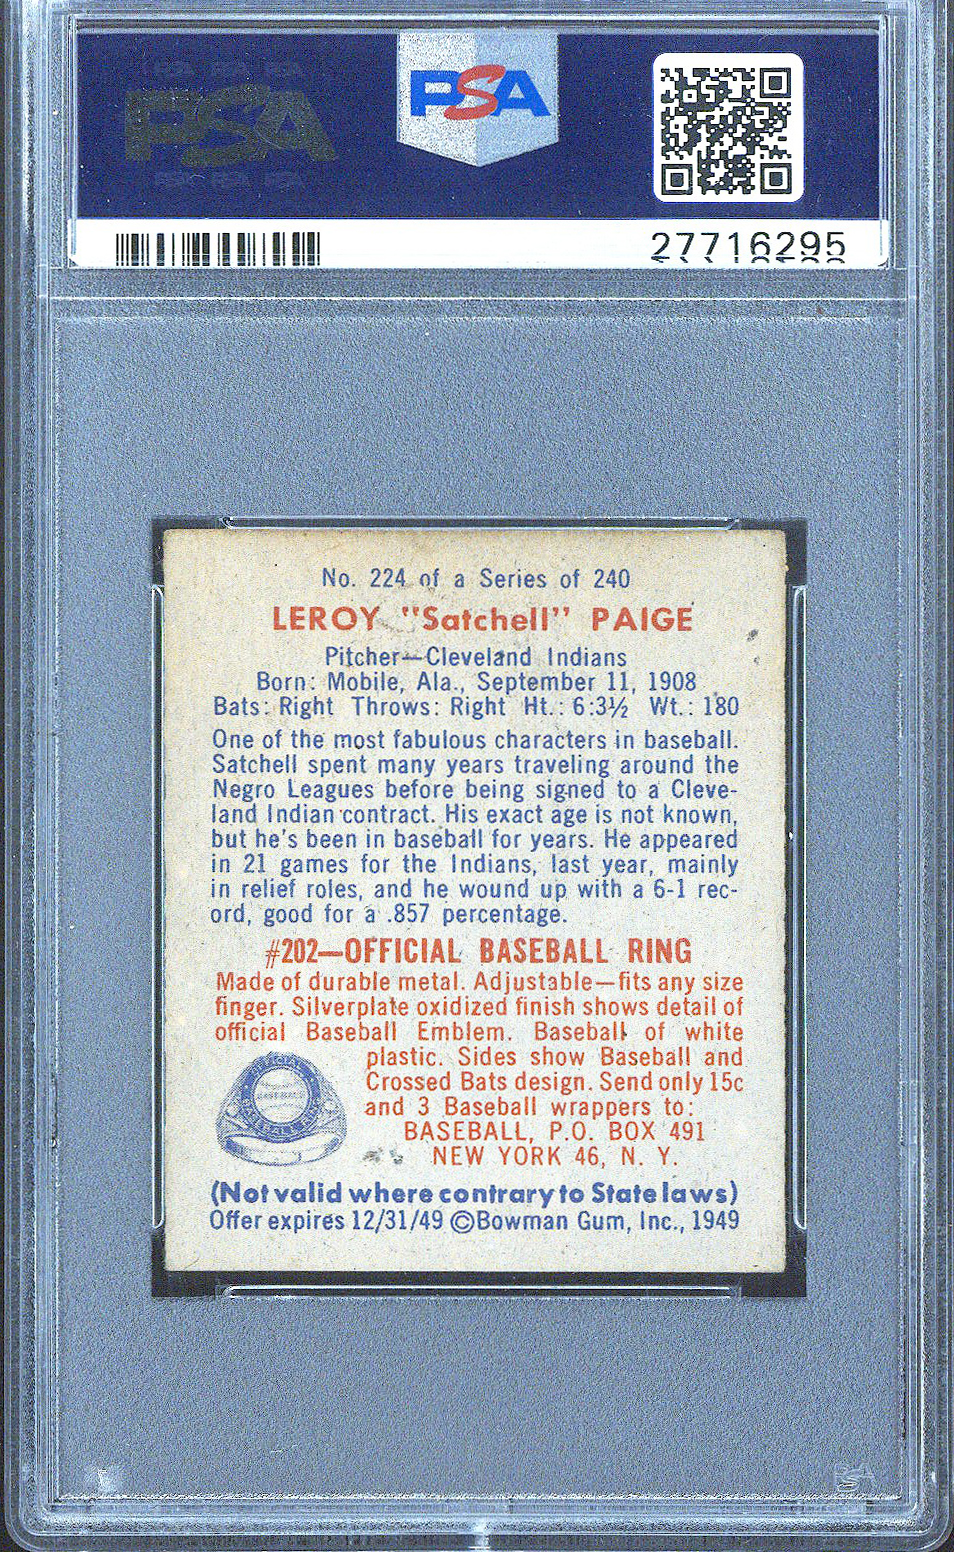 PSA
PSA
27716295
No. 224 of a Series of 240
LEROY "Satchell" PAIGE
Pitcher—Cleveland Indians
Born: Mobile, Ala., September 11, 1908
Bats: Right Throws: Right Ht.: 6:3½ Wt.: 180
One of the most fabulous characters in baseball.
Satchell spent many years traveling around the
Negro Leagues before being signed to a Cleve-
land Indian contract. His exact age is not known,
but he's been in baseball for years. He appeared
in 21 games for the Indians, last year, mainly
in relief roles, and he wound up with a 6-1 rec-
ord, good for a .857 percentage.
#202—OFFICIAL BASEBALL RING
Made of durable metal. Adjustable—fits any size
finger. Silverplate oxidized finish shows detail of
official Baseball Emblem. Baseball of white
plastic. Sides show Baseball and
Crossed Bats design. Send only 15c
and 3 Baseball wrappers to:
BASEBALL, P.O. BOX 491
NEW YORK 46, N. Y.
OFFICIAL
BASEBALL
BASEBALL RING
(Not valid where contrary to State laws)
Offer expires 12/31/49 ©Bowman Gum, Inc., 1949
PSA